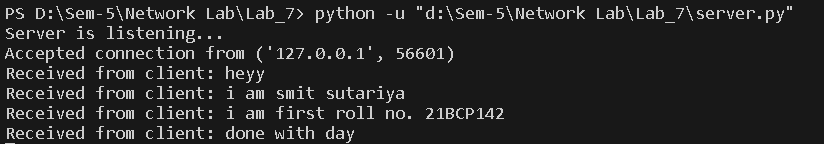 PS D:\Sem-5\Network Lab\Lab_7> python -u "d:\Sem-5\Network Lab\Lab_7\server.py"
Server is listening...
Accepted connection from ('127.0.0.1', 56601)
Received from client: heyy
Received from client: i am smit sutariya
Received from client: i am first roll no. 21BCP142
Received from client: done with day